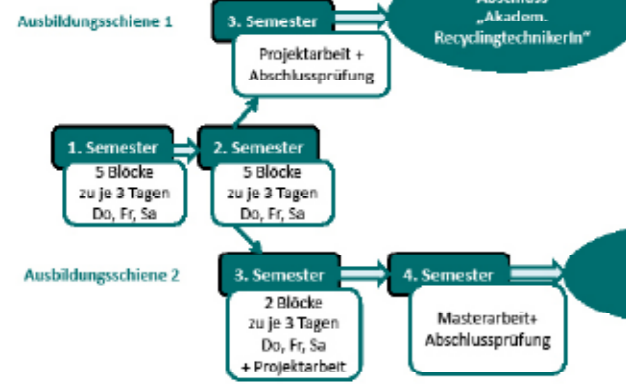 Ausbildungsschiene 1
3. Semester
Projektarbeit +
Abschlussprüfung
Abschluss
„Akadem.
RecyclingtechnikerIn“
1. Semester
5 Blöcke
zu je 3 Tagen
Do, Fr, Sa
2. Semester
5 Blöcke
zu je 3 Tagen
Do, Fr, Sa
Ausbildungsschiene 2
3. Semester
2 Blöcke
zu je 3 Tagen
Do, Fr, Sa
+ Projektarbeit
4. Semester
Masterarbeit+
Abschlussprüfung